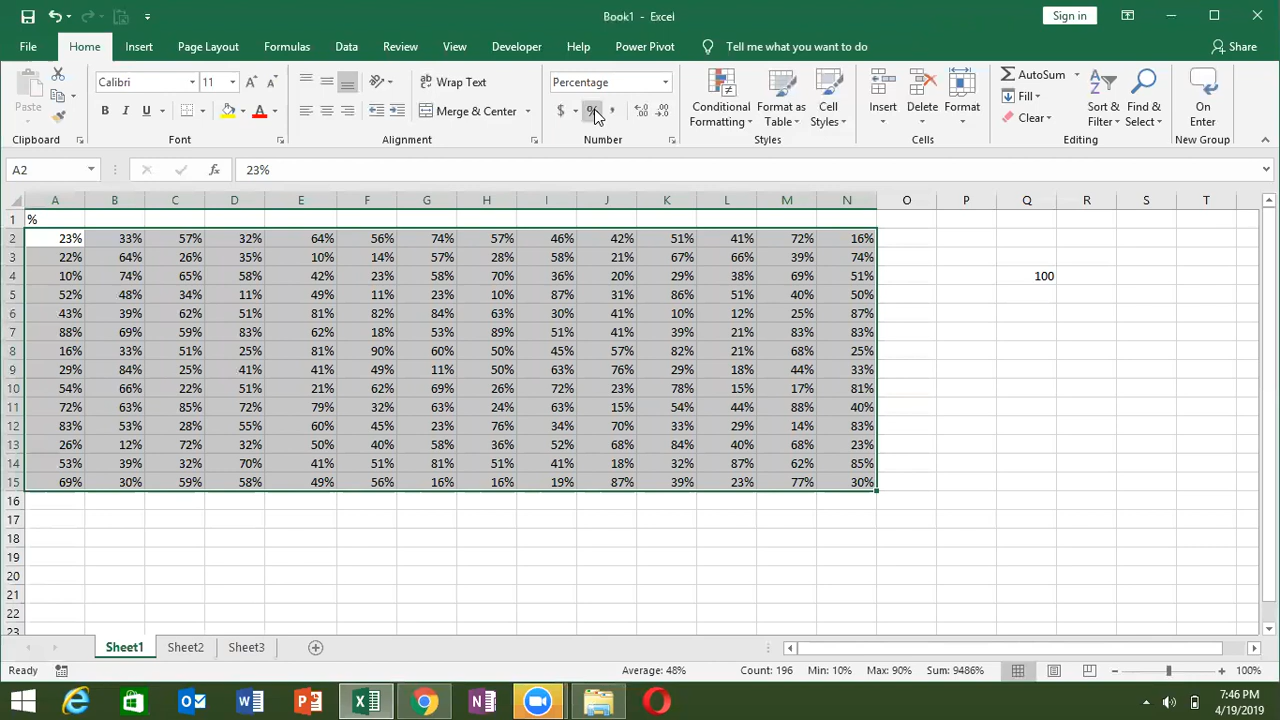 Book1 - Excel
Sign in
File Home Insert Page Layout Formulas Data Review View Developer Help Power Pivot Tell me what you want to do Share
Paste
Calibri 11
B I U
Wrap Text
Merge & Center
Percentage
$ % ,
Conditional Formatting
Format as Table
Cell Styles
Insert
Delete
Format
AutoSum
Fill
Clear
Sort & Filter
Find & Select
On Enter
Clipboard Font Alignment Number Styles Cells Editing New Group
A2 fx 23%
A B C D E F G H I J K L M N O P Q R S T
1 %
2 23% 33% 57% 32% 64% 56% 74% 57% 46% 42% 51% 41% 72% 16%
3 22% 64% 26% 35% 10% 14% 57% 28% 58% 21% 67% 66% 39% 74%
4 10% 74% 65% 58% 42% 23% 58% 70% 36% 20% 29% 38% 69% 51% 100
5 52% 48% 34% 11% 49% 11% 23% 10% 87% 31% 86% 51% 40% 50%
6 43% 39% 62% 51% 81% 82% 84% 63% 30% 41% 10% 12% 25% 87%
7 88% 69% 59% 83% 62% 18% 53% 89% 51% 41% 39% 21% 83% 83%
8 16% 33% 51% 25% 81% 90% 60% 50% 45% 57% 82% 21% 68% 25%
9 29% 84% 25% 41% 41% 49% 11% 50% 63% 76% 29% 18% 44% 33%
10 54% 66% 22% 51% 21% 62% 69% 26% 72% 23% 78% 15% 17% 81%
11 72% 63% 85% 72% 79% 32% 63% 24% 63% 15% 54% 44% 88% 40%
12 83% 53% 28% 55% 60% 45% 23% 76% 34% 70% 33% 29% 14% 83%
13 26% 12% 72% 32% 50% 40% 58% 36% 52% 68% 84% 40% 68% 23%
14 53% 39% 32% 70% 41% 51% 81% 51% 41% 18% 32% 87% 62% 85%
15 69% 30% 59% 58% 49% 56% 16% 16% 19% 87% 39% 23% 77% 30%
16
17
18
19
20
21
22
23
Sheet1 Sheet2 Sheet3
Ready Average: 48% Count: 196 Min: 10% Max: 90% Sum: 9486% 100%
7:46 PM
4/19/2019